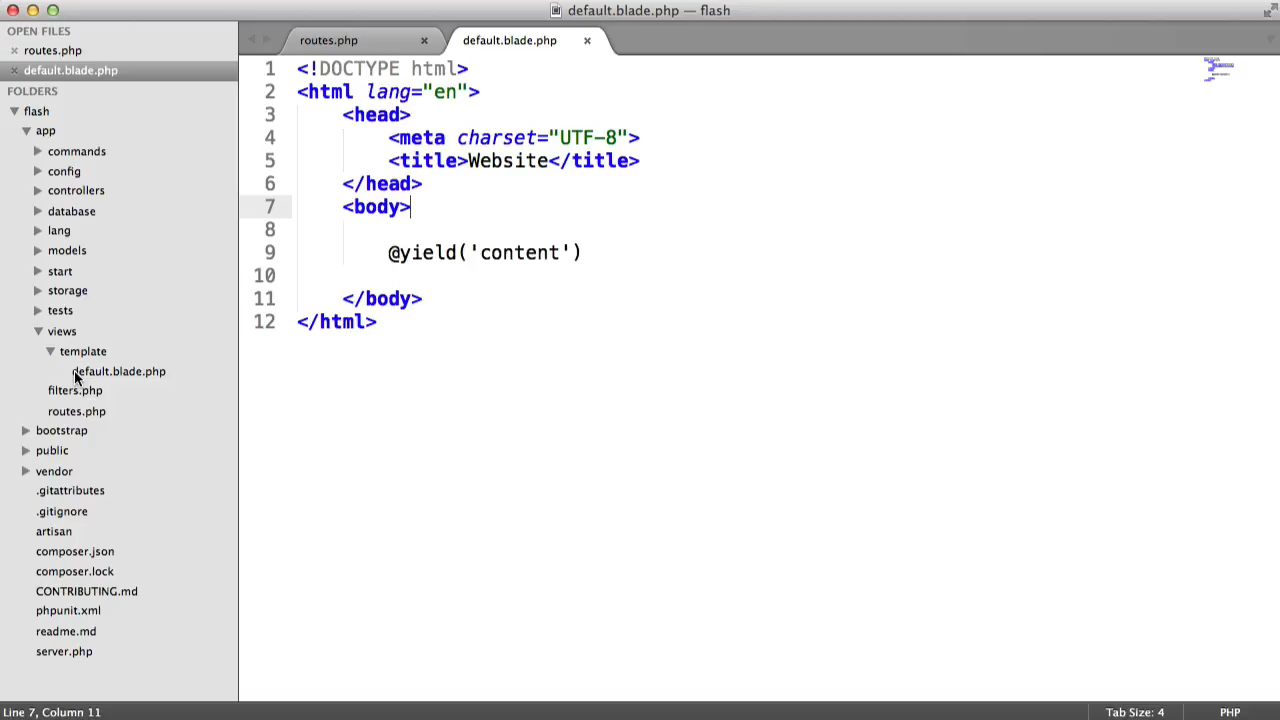 default.blade.php — flash
OPEN FILES
routes.php
default.blade.php
FOLDERS
flash
app
commands
config
controllers
database
lang
models
start
storage
tests
views
template
default.blade.php
filters.php
routes.php
bootstrap
public
vendor
.gitattributes
.gitignore
artisan
composer.json
composer.lock
CONTRIBUTING.md
phpunit.xml
readme.md
server.php
routes.php
default.blade.php
1 <!DOCTYPE html>
2 <html lang="en">
3 <head>
4 <meta charset="UTF-8">
5 <title>Website</title>
6 </head>
7 <body>
8
9 @yield('content')
10
11 </body>
12 </html>
Line 7, Column 11
Tab Size: 4
PHP